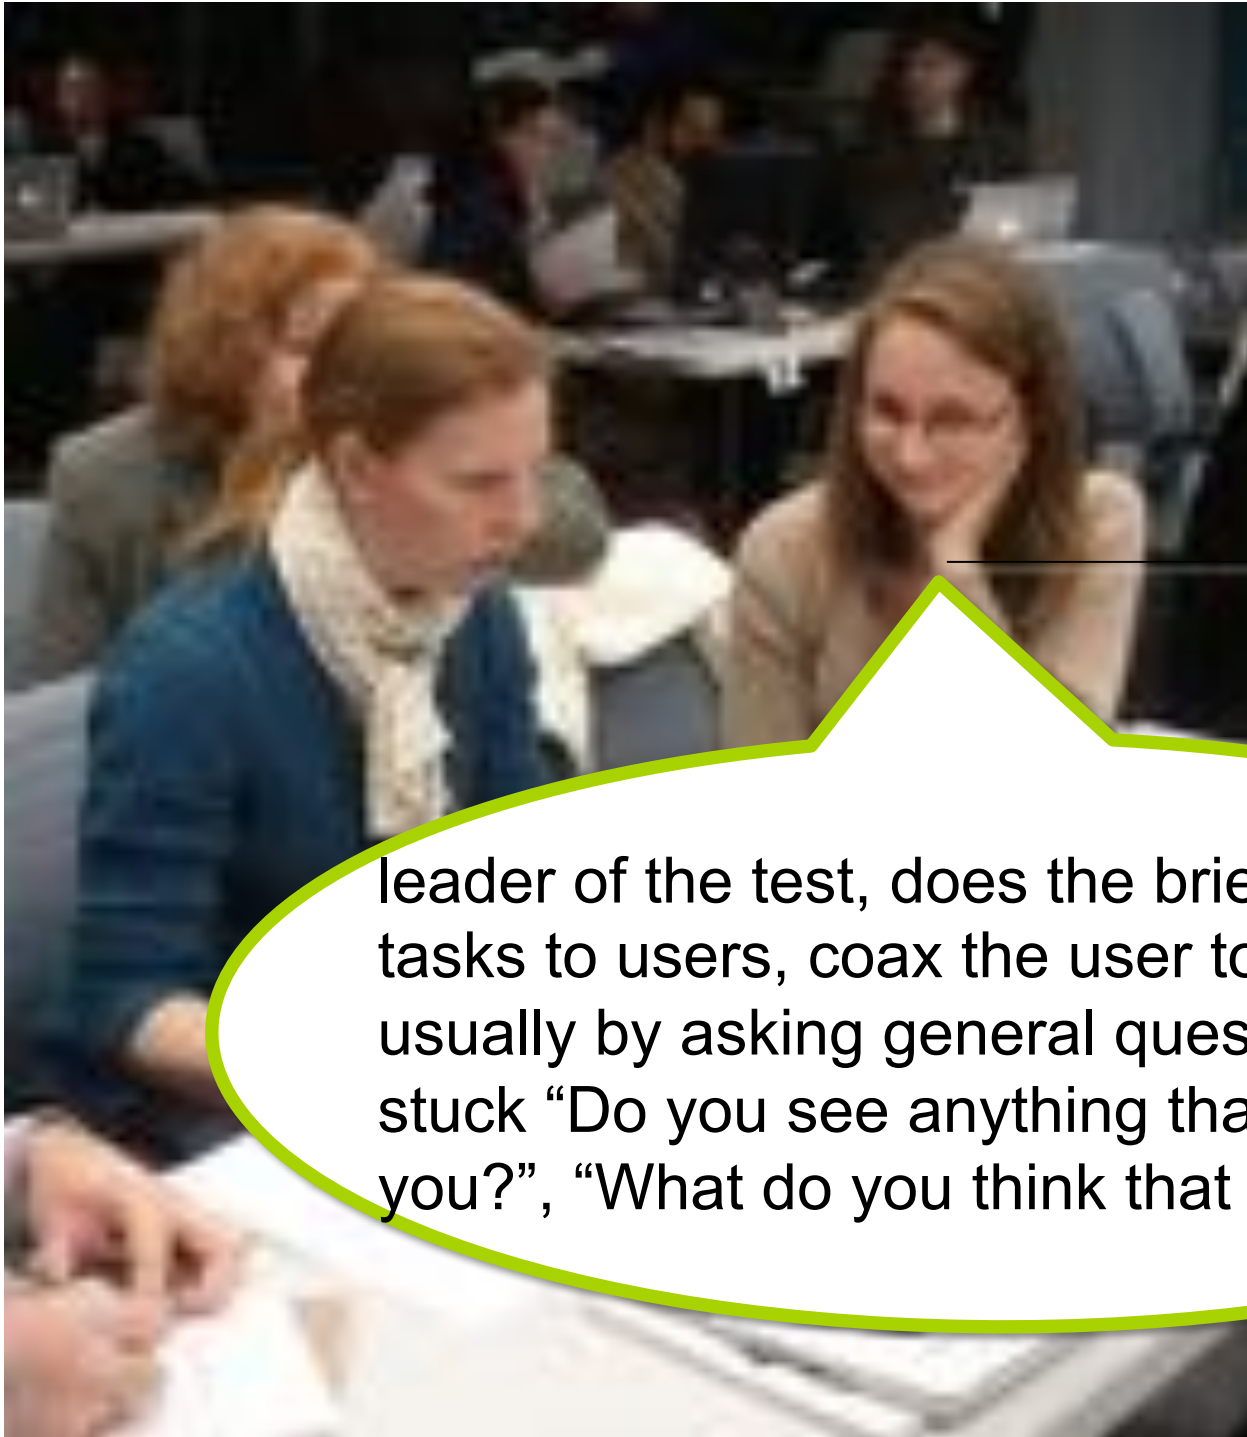 leader of the test, does the brie
tasks to users, coax the user to
usually by asking general ques
stuck “Do you see anything tha
you?”, “What do you think that